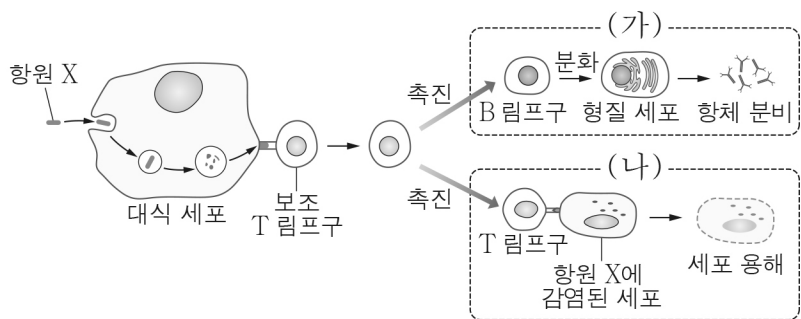 항원 X
대식 세포
보조
T 림프구
촉진
촉진
(가)
B 림프구
분화
형질 세포
항체 분비
(나)
T 림프구
항원 X에
감염된 세포
세포 용해